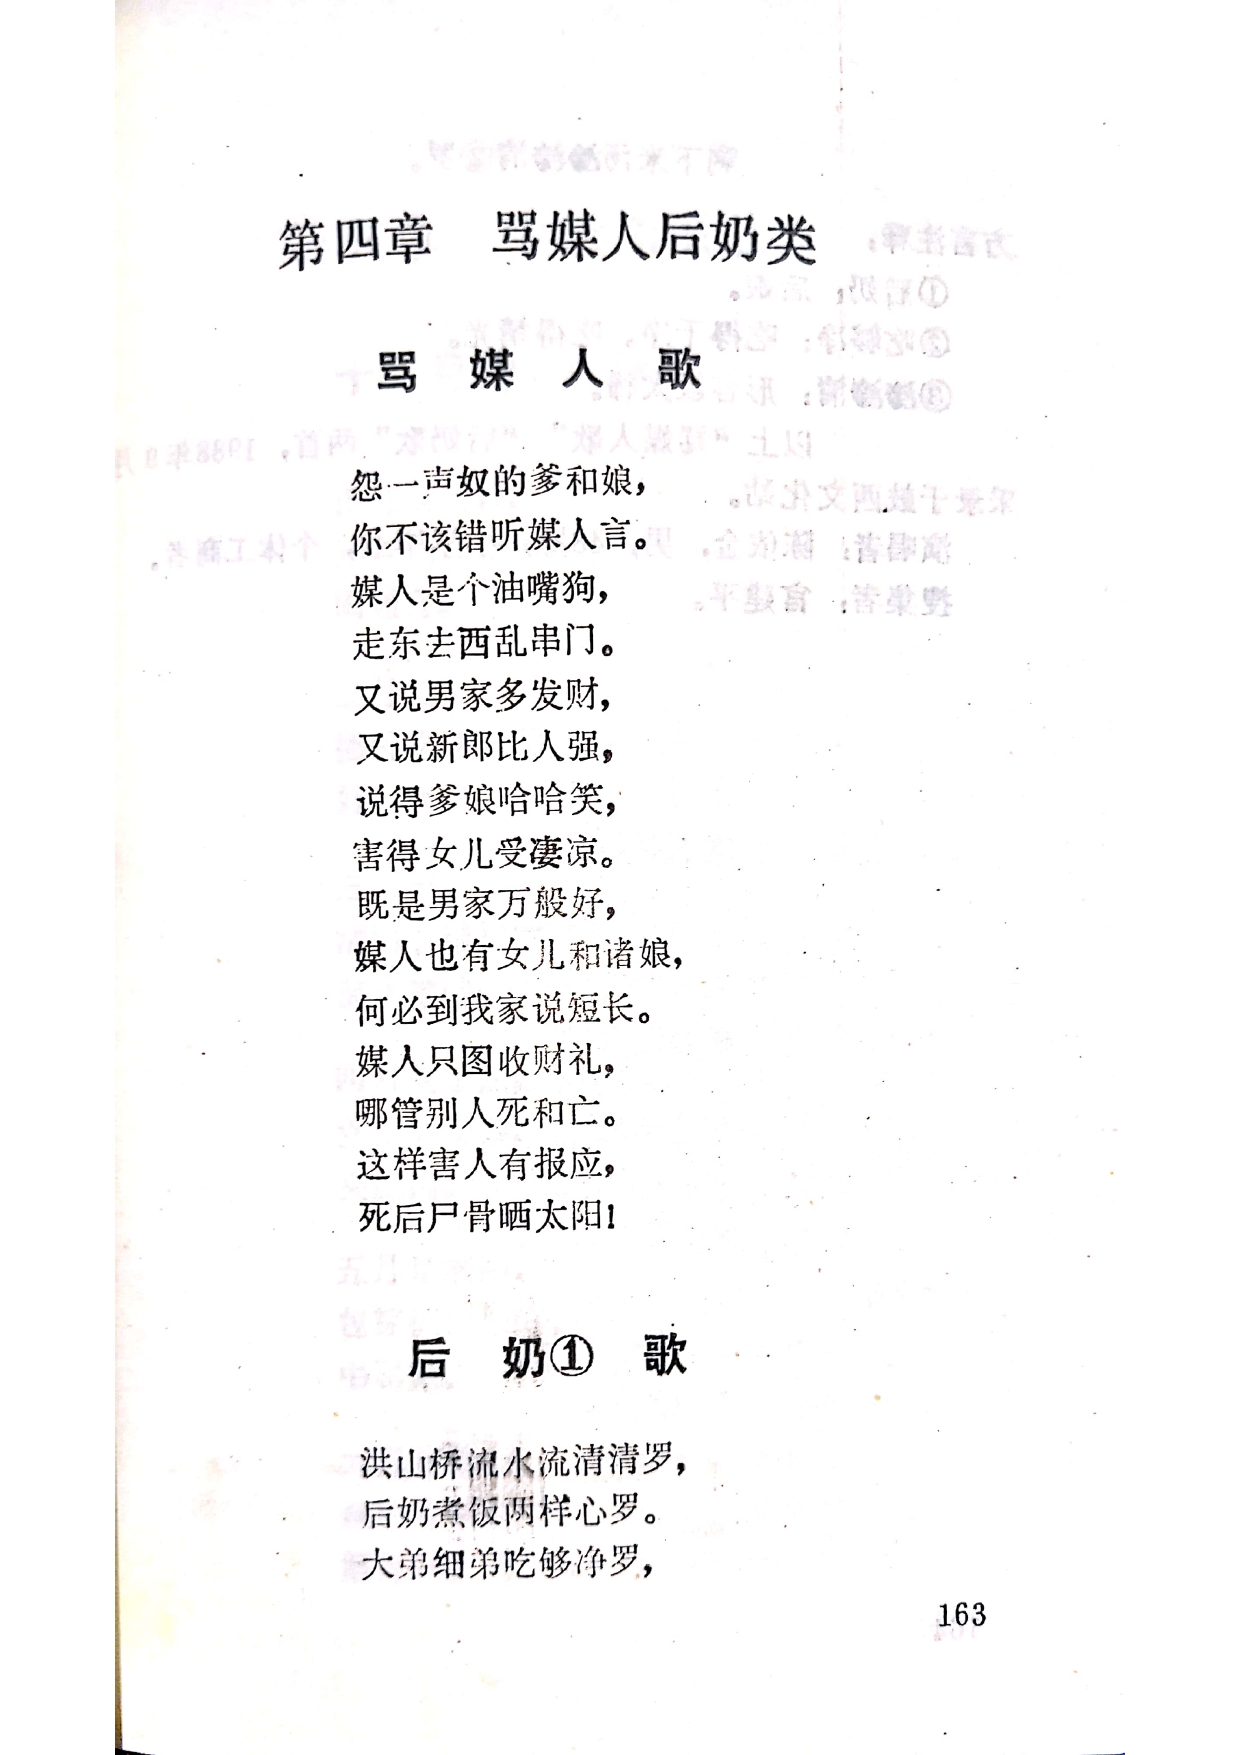 第四章 骂媒人后奶类
骂媒人歌
怨一声奴的爹和娘，
你不该错听媒人言。
媒人是个油嘴狗，
走东去西乱串门。
又说男家多发财，
又说新郎比人强，
说得爹娘哈哈笑，
害得女儿受凄凉。
既是男家万般好，
媒人也有女儿和诸娘，
何必到我家说短长。
媒人只图收财礼，
哪管别人死和亡。
这样害人有报应，
死后尸骨晒太阳！
后奶①歌
洪山桥流水流清清罗，
后奶煮饭两样心罗。
大弟细弟吃够净罗，
163